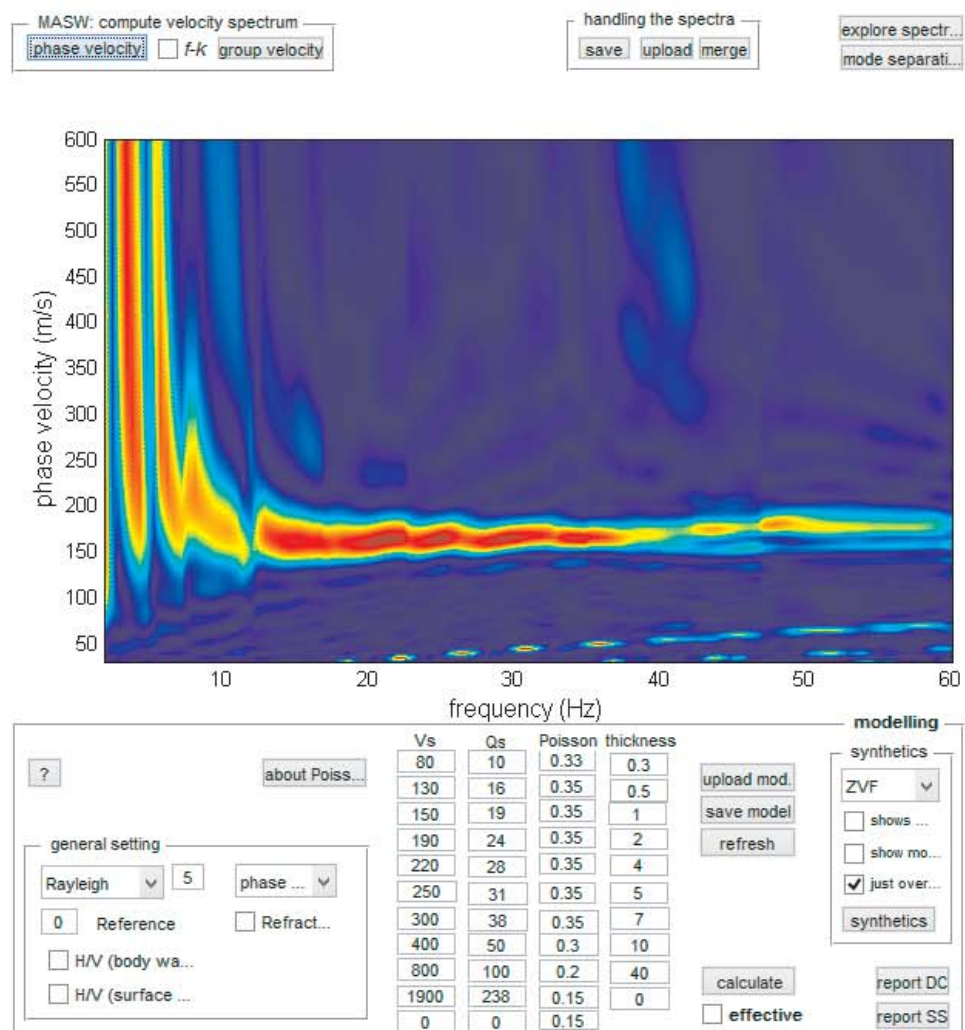 MASW: compute velocity spectrum
phase velocity f-k group velocity
handling the spectra
save upload merge
explore spectr...
mode separati...
600
550
500
450
400
350
300
250
200
150
100
50
phase velocity (m/s)
10 20 30 40 50 60
frequency (Hz)
modelling
? about Poiss...
Vs Qs Poisson thickness
80 10 0.33 0.3
130 16 0.35 0.5
150 19 0.35 1
190 24 0.35 2
220 28 0.35 4
250 31 0.35 5
300 38 0.35 7
400 50 0.3 10
800 100 0.2 40
1900 238 0.15 0
0 0 0.15
general setting
Rayleigh 5 phase ...
0 Reference Refract...
H/V (body wa...
H/V (surface ...
upload mod.
save model
refresh
calculate
effective
synthetics
ZVF
shows ...
show mo...
just over...
synthetics
report DC
report SS